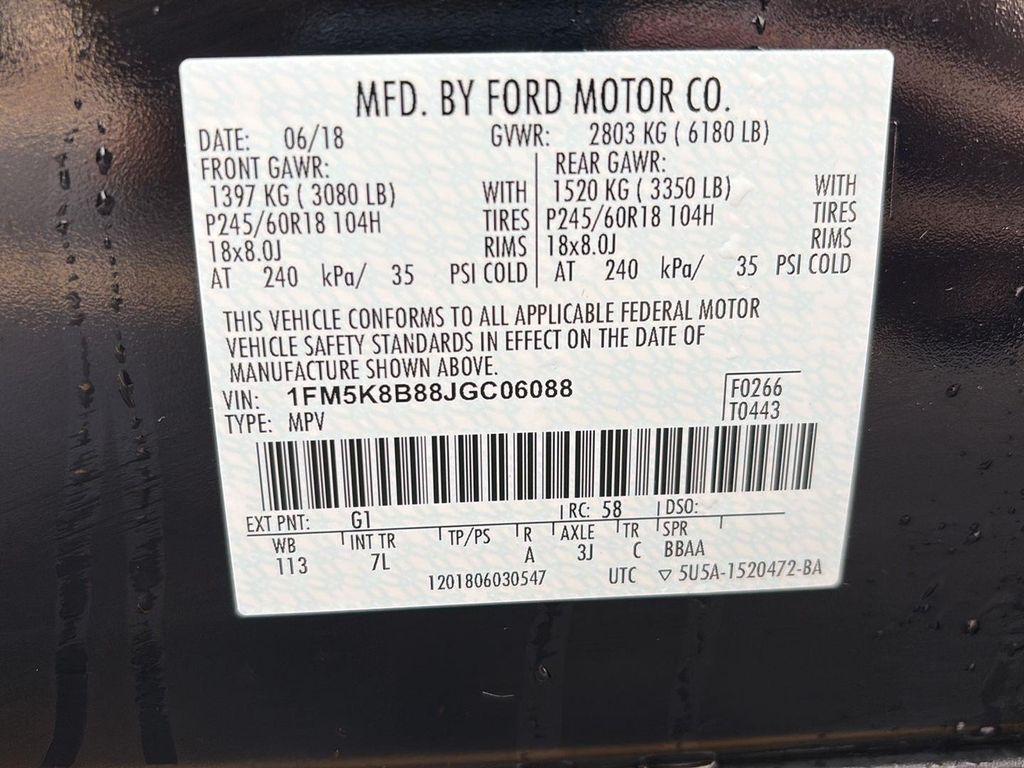 MFD. BY FORD MOTOR CO.
DATE: 06/18 GVWR: 2803 KG ( 6180 LB)
FRONT GAWR: REAR GAWR:
1397 KG ( 3080 LB) WITH 1520 KG ( 3350 LB) WITH
P245/60R18 104H TIRES P245/60R18 104H TIRES
18x8.0J RIMS 18x8.0J RIMS
AT 240 kPa/ 35 PSI COLD AT 240 kPa/ 35 PSI COLD
THIS VEHICLE CONFORMS TO ALL APPLICABLE FEDERAL MOTOR
VEHICLE SAFETY STANDARDS IN EFFECT ON THE DATE OF
MANUFACTURE SHOWN ABOVE.
VIN: 1FM5K8B88JGC06088 F0266
TYPE: MPV T0443
EXT PNT: G1 RC: 58 DSO:
WB INT TR TP/PS R AXLE TR SPR
113 7L A 3J C BBAA
1201806030547 UTC ▽ 5U5A-1520472-BA